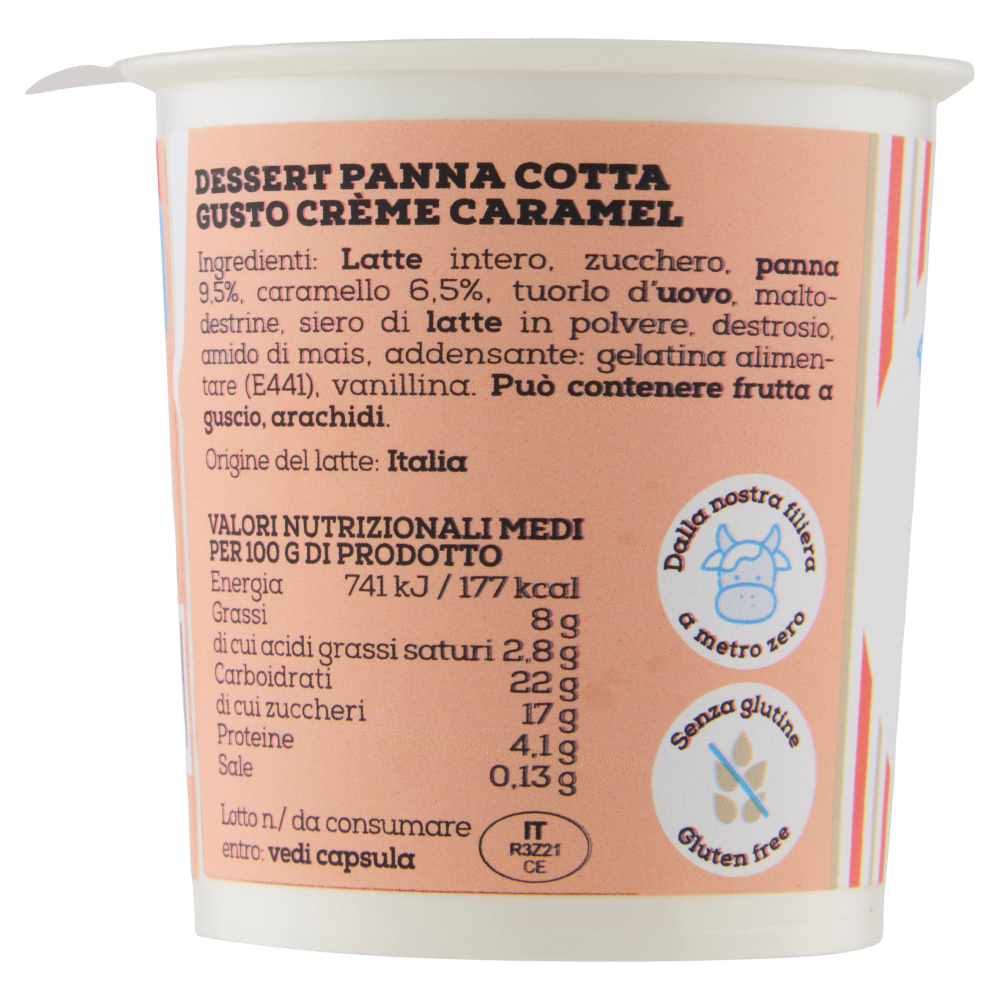 DESSERT PANNA COTTA
GUSTO CRÈME CARAMEL
Ingredienti: Latte intero, zucchero, panna
9,5%, caramello 6,5%, tuorlo d'uovo, malto-
destrine, siero di latte in polvere, destrosio,
amido di mais, addensante: gelatina alimen-
tare (E441), vanillina. Può contenere frutta a
guscio, arachidi.
Origine del latte: Italia
VALORI NUTRIZIONALI MEDI
PER 100 G DI PRODOTTO
Energia 741 kJ / 177 kcal
Grassi 8 g
di cui acidi grassi saturi 2,8 g
Carboidrati 22 g
di cui zuccheri 17 g
Proteine 4,1 g
Sale 0,13 g
Lotto n./ da consumare
entro: vedi capsula
IT
R3Z21
CE
Dalla nostra filiera
a metro zero
Senza glutine
Gluten free